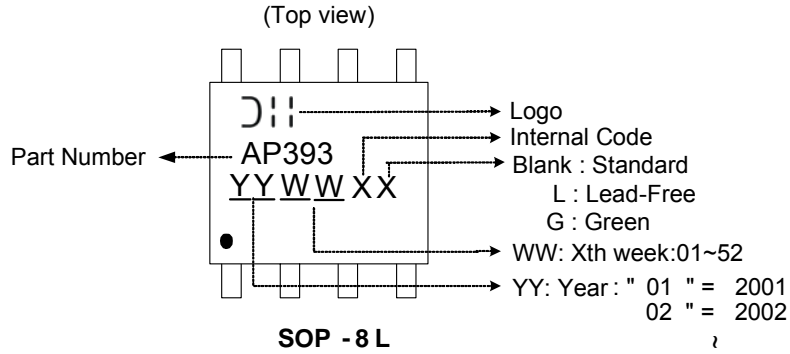 (Top view)
Logo
Internal Code
Part Number
AP393
Blank : Standard
YYWWXX
L : Lead-Free
G : Green
WW: Xth week:01~52
YY: Year : " 01 " = 2001
02 " = 2002
~
SOP - 8 L